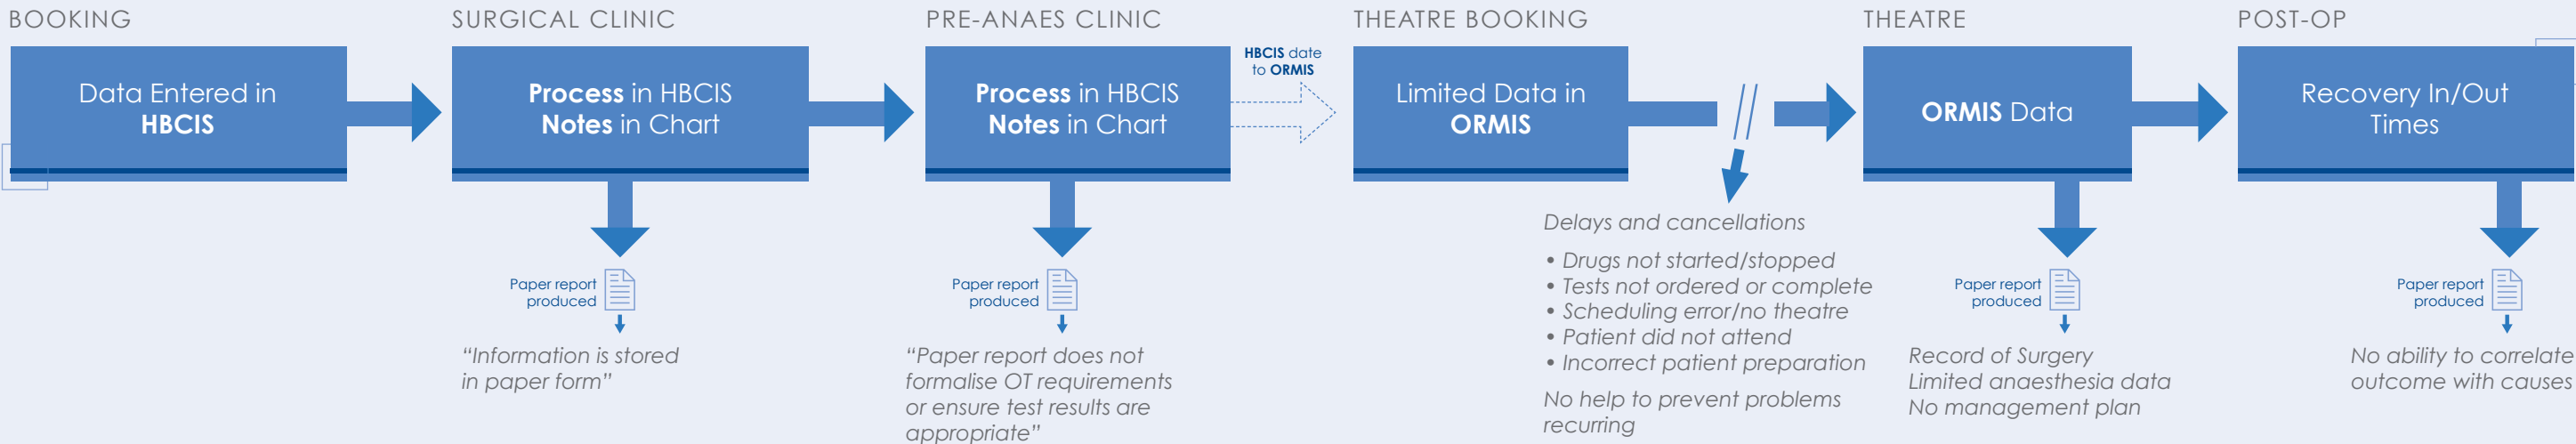 BOOKING
Data Entered in
HBCIS
SURGICAL CLINIC
Process in HBCIS
Notes in Chart
Paper report
produced
“Information is stored
in paper form”
PRE-ANAES CLINIC
Process in HBCIS
Notes in Chart
Paper report
produced
“Paper report does not
formalise OT requirements
or ensure test results are
appropriate”
HBCIS date
to ORMIS
THEATRE BOOKING
Limited Data in
ORMIS
Delays and cancellations
• Drugs not started/stopped
• Tests not ordered or complete
• Scheduling error/no theatre
• Patient did not attend
• Incorrect patient preparation
No help to prevent problems
recurring
THEATRE
ORMIS Data
Paper report
produced
Record of Surgery
Limited anaesthesia data
No management plan
POST-OP
Recovery In/Out
Times
Paper report
produced
No ability to correlate
outcome with causes